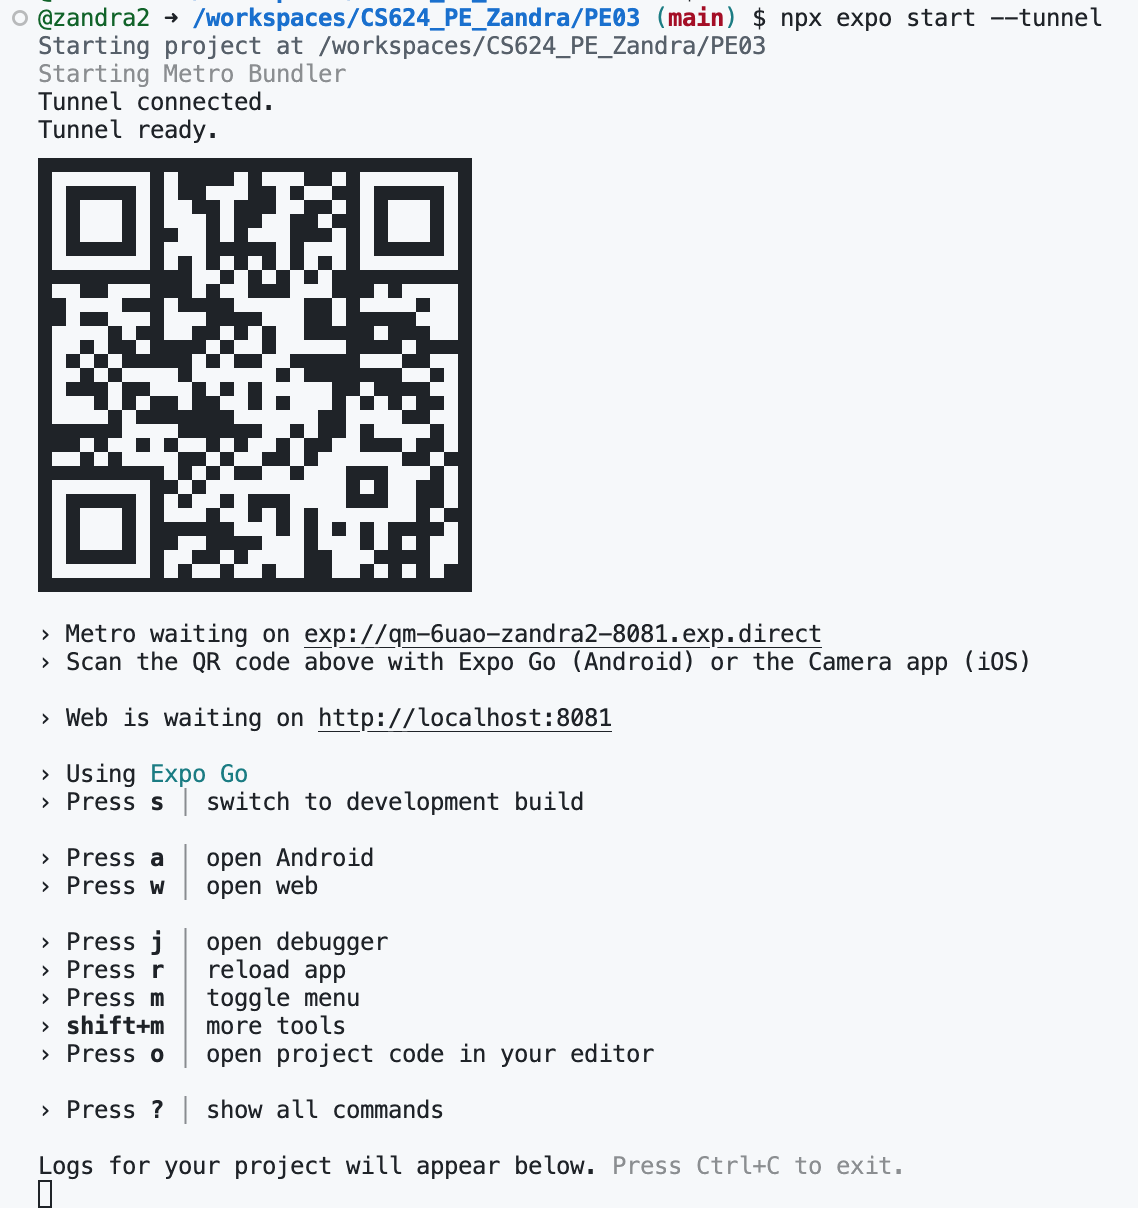 @zandra2 ➜ /workspaces/CS624_PE_Zandra/PE03 (main) $ npx expo start --tunnel
Starting project at /workspaces/CS624_PE_Zandra/PE03
Starting Metro Bundler
Tunnel connected.
Tunnel ready.
› Metro waiting on exp://qm-6uao-zandra2-8081.exp.direct
› Scan the QR code above with Expo Go (Android) or the Camera app (iOS)
› Web is waiting on http://localhost:8081
› Using Expo Go
› Press s │ switch to development build
› Press a │ open Android
› Press w │ open web
› Press j │ open debugger
› Press r │ reload app
› Press m │ toggle menu
› shift+m │ more tools
› Press o │ open project code in your editor
› Press ? │ show all commands
Logs for your project will appear below. Press Ctrl+C to exit.